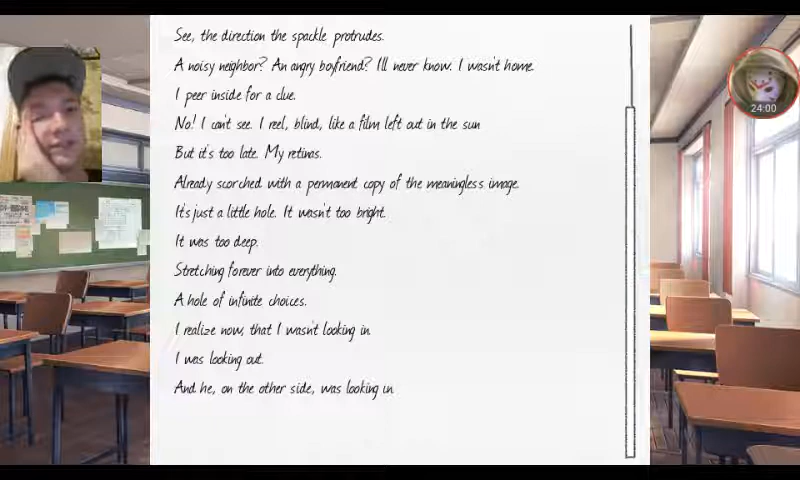 See, the direction the spackle protrudes.
A noisy neighbor? An angry boyfriend? I'll never know. I wasn't home.
I peer inside for a clue.
No! I can't see. I reel, blind, like a film left out in the sun
But it's too late. My retinas.
Already scorched with a permanent copy of the meaningless image.
It's just a little hole. It wasn't too bright.
It was too deep.
Stretching forever into everything.
A hole of infinite choices.
I realize now, that I wasn't looking in.
I was looking out.
And he, on the other side, was looking in.
24:00